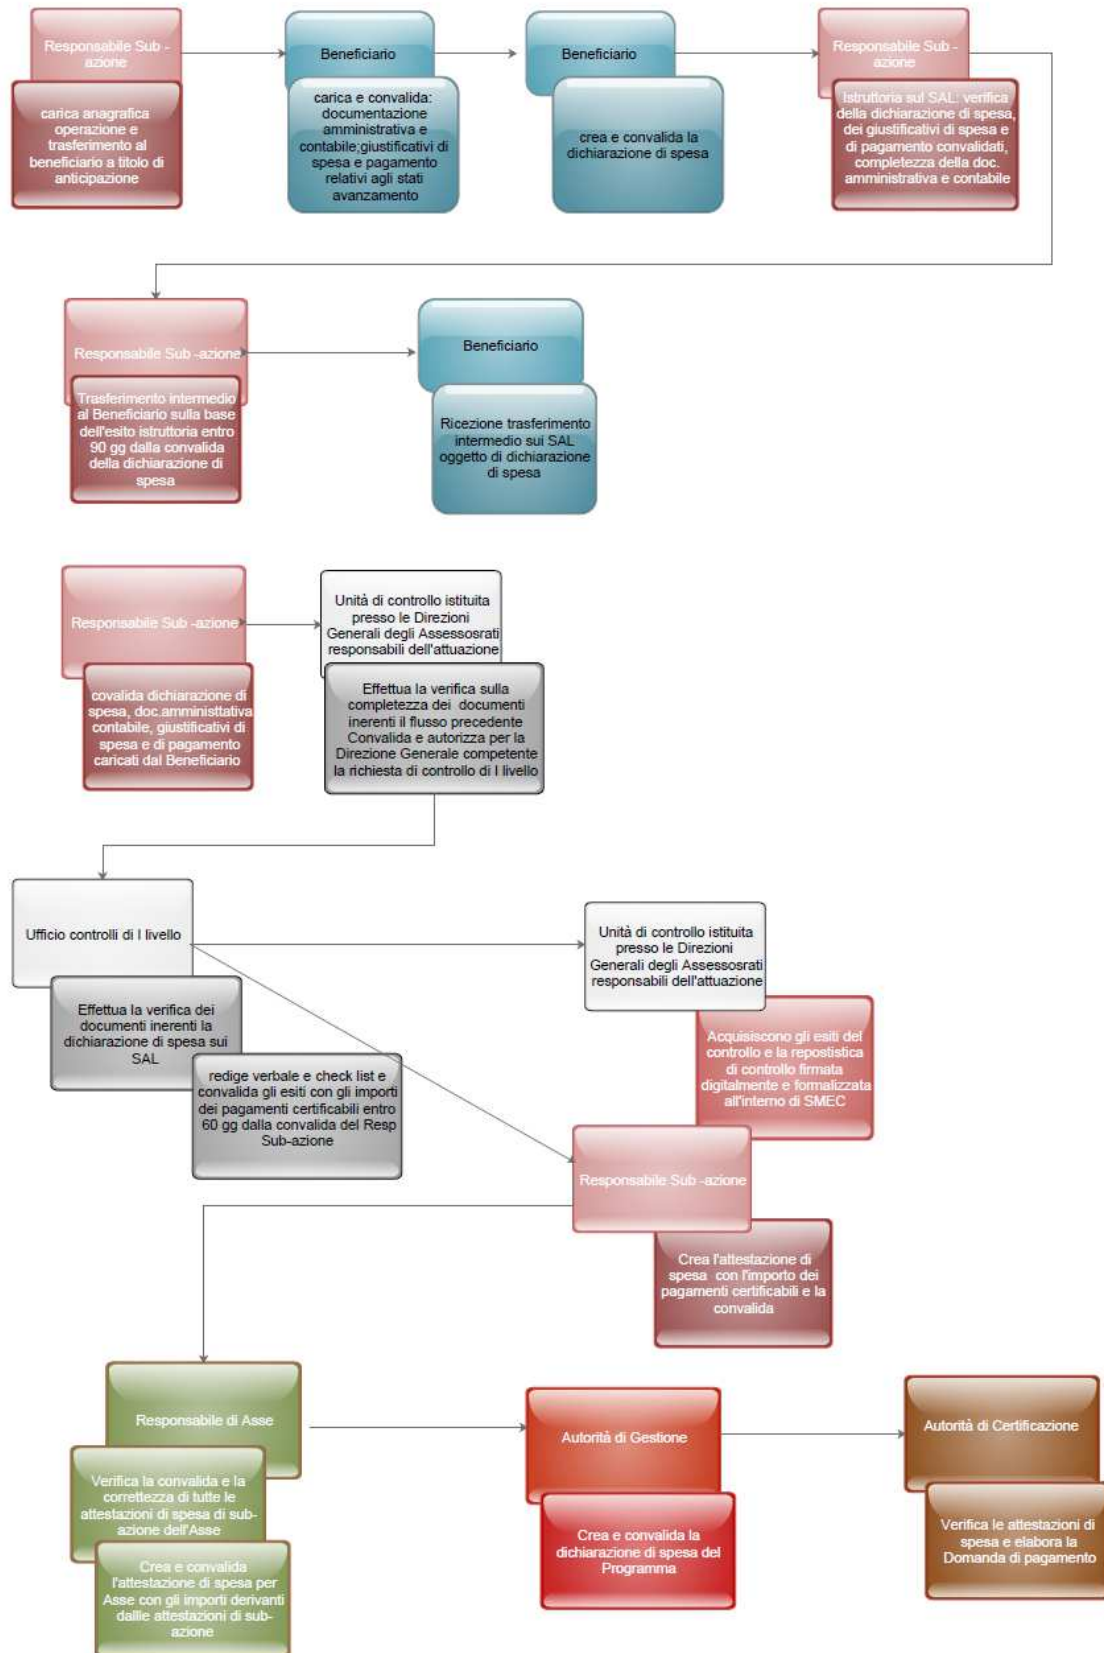 Responsabile Sub -
azione
carica anagrafica
operazione e
trasferimento al
beneficiario a titolo di
anticipazione
Beneficiario
carica e convalida:
documentazione
amministrativa e
contabile;giustificativi di
spesa e pagamento
relativi agli stati
avanzamento
Beneficiario
crea e convalida la
dichiarazione di spesa
Responsabile Sub -
azione
Istruttoria sul SAL: verifica
della dichiarazione di spesa,
dei giustificativi di spesa e
di pagamento convalidati,
completezza della doc.
amministrativa e contabile
Responsabile Sub -azione
Trasferimento intermedio
al Beneficiario sulla base
dell'esito istruttoria entro
90 gg dalla convalida
della dichiarazione di
spesa
Beneficiario
Ricezione trasferimento
intermedio sui SAL
oggetto di dichiarazione
di spesa
Responsabile Sub -azione
covalida dichiarazione di
spesa, doc.amministtativa
contabile, giustificativi di
spesa e di pagamento
caricati dal Beneficiario
Unità di controllo istituita
presso le Direzioni
Generali degli Assessosrati
responsabili dell'attuazione
Effettua la verifica sulla
completezza dei documenti
inerenti il flusso precedente
Convalida e autorizza per la
Direzione Generale competente
la richiesta di controllo di I livello
Ufficio controlli di I livello
Effettua la verifica dei
documenti inerenti la
dichiarazione di spesa sui
SAL
redige verbale e check list e
convalida gli esiti con gli importi
dei pagamenti certificabili entro
60 gg dalla convalida del Resp
Sub-azione
Unità di controllo istituita
presso le Direzioni
Generali degli Assessosrati
responsabili dell'attuazione
Acquisiscono gli esiti del
controllo e la repostistica
di controllo firmata
digitalmente e formalizzata
all'interno di SMEC
Responsabile Sub -azione
Crea l'attestazione di
spesa con l'importo dei
pagamenti certificabili e la
convalida
Responsabile di Asse
Verifica la convalida e la
correttezza di tutte le
attestazioni di spesa di sub-
azione dell'Asse
Crea e convalida
l'attestazione di spesa per
Asse con gli importi derivanti
dallle attestazioni di sub-
azione
Autorità di Gestione
Crea e convalida la
dichiarazione di spesa del
Programma
Autorità di Certificazione
Verifica le attestazioni di
spesa e elabora la
Domanda di pagamento